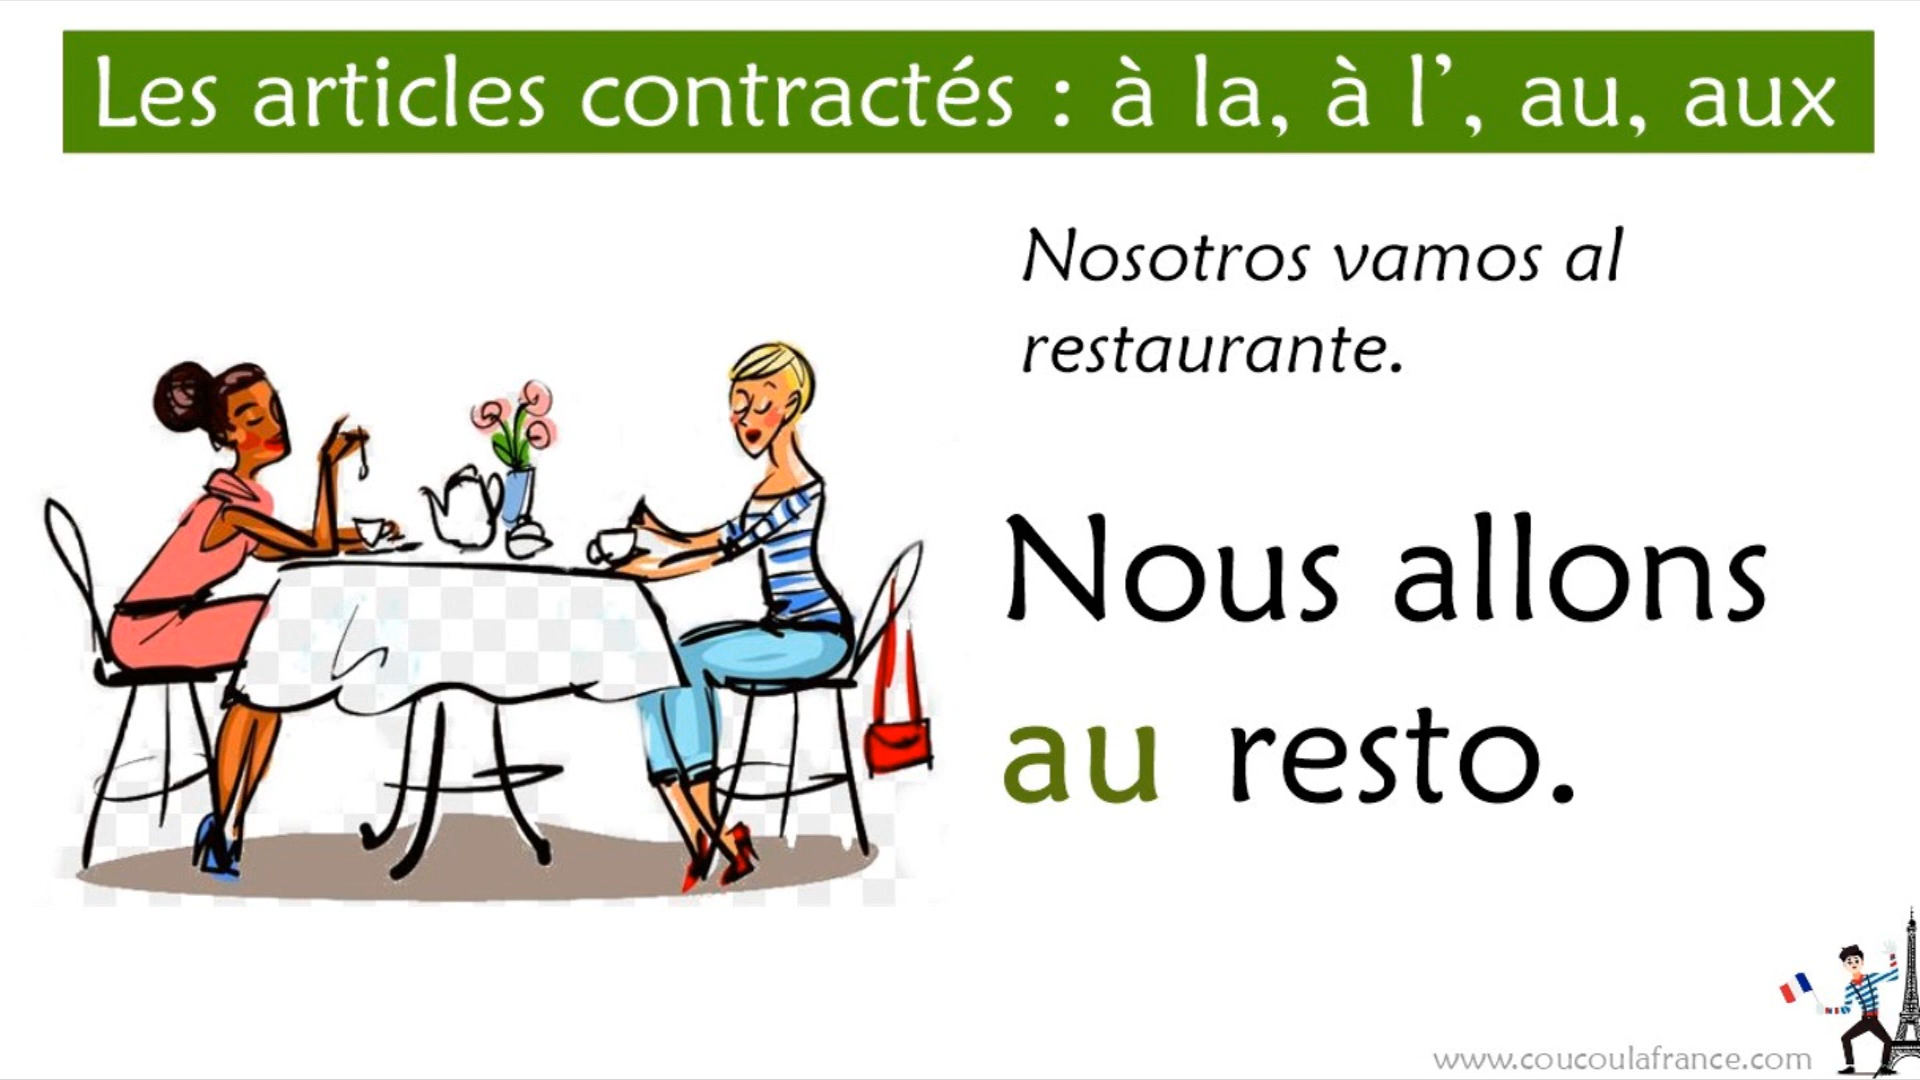 Les articles contractés : à la, à l’, au, aux
Nosotros vamos al
restaurante.
Nous allons
au resto.
www.coucoulafrance.com